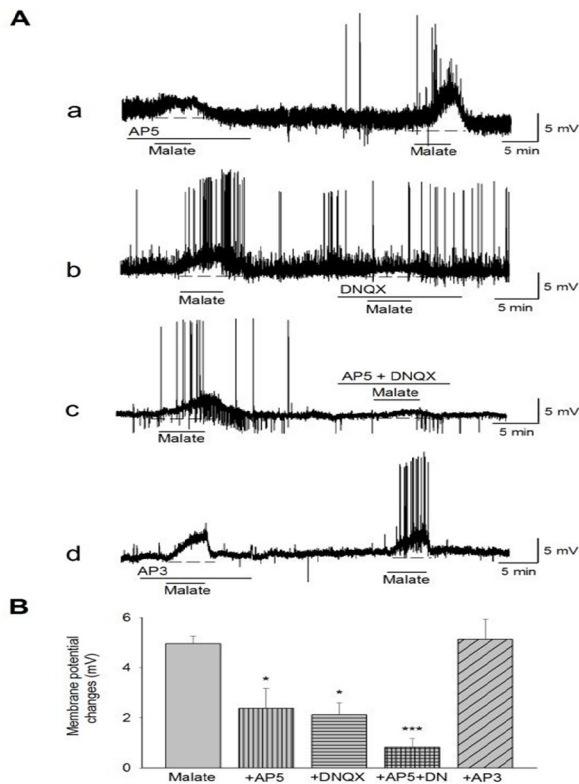 A
a
AP5
Malate
Malate
5 mV
5 min
b
Malate
DNQX
Malate
5 mV
5 min
c
Malate
AP5 + DNQX
Malate
5 mV
5 min
d
AP3
Malate
Malate
5 mV
5 min
B
Membrane potential
changes (mV)
6
4
2
0
*
*
***
Malate +AP5 +DNQX +AP5+DN +AP3